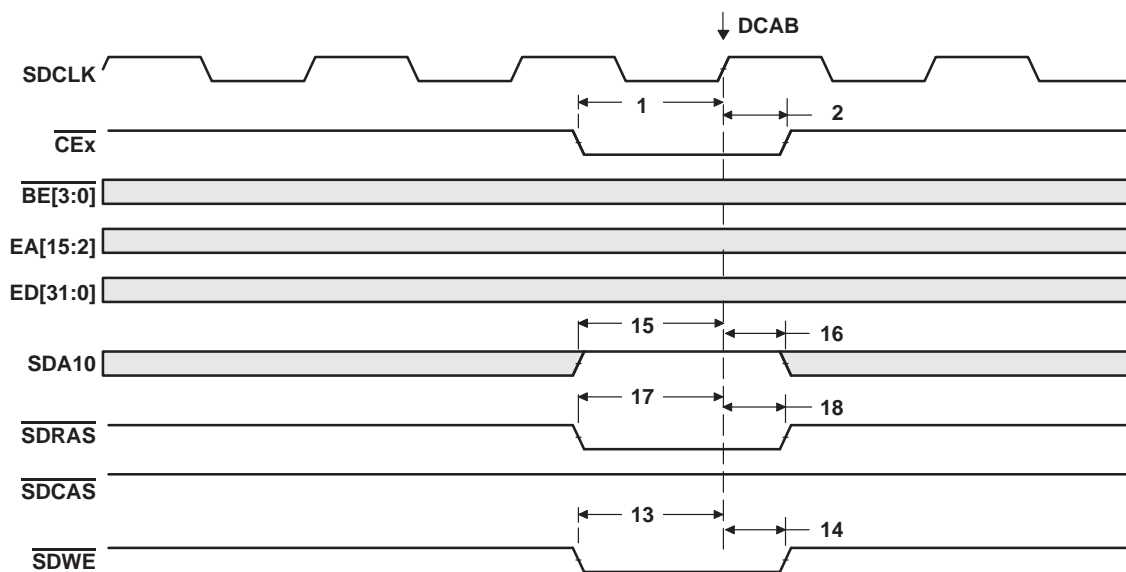 DCAB
SDCLK
1
2
CEx
BE[3:0]
EA[15:2]
ED[31:0]
15
16
SDA10
17
18
SDRAS
SDCAS
13
14
SDWE